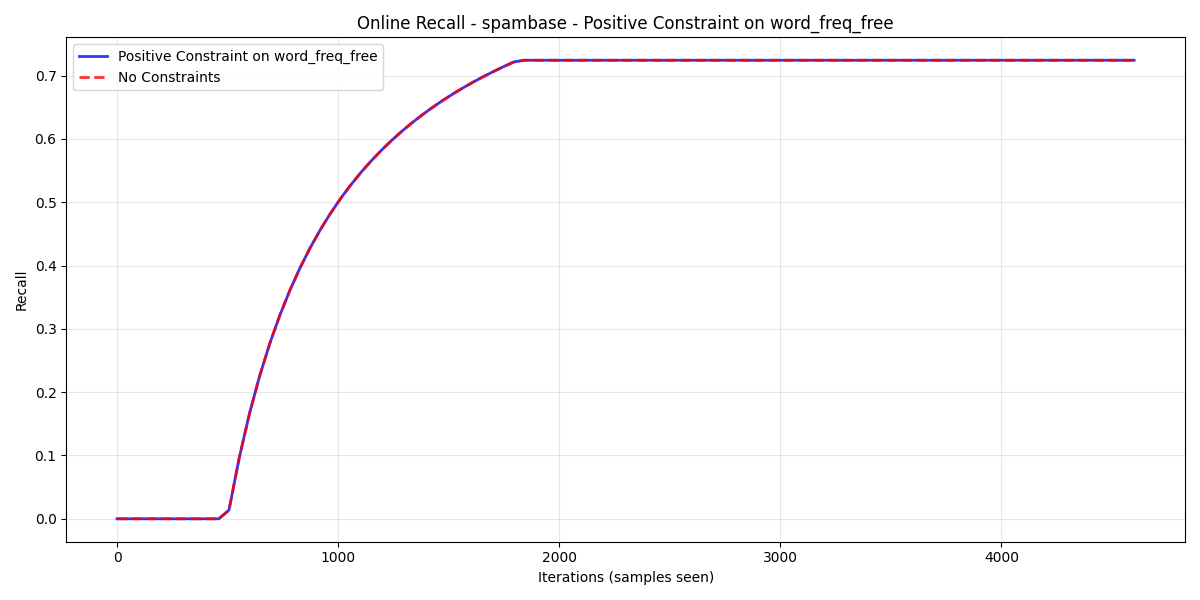 Online Recall - spambase - Positive Constraint on word_freq_free
Positive Constraint on word_freq_free
No Constraints
Recall
0.7
0.6
0.5
0.4
0.3
0.2
0.1
0.0
0 1000 2000 3000 4000
Iterations (samples seen)